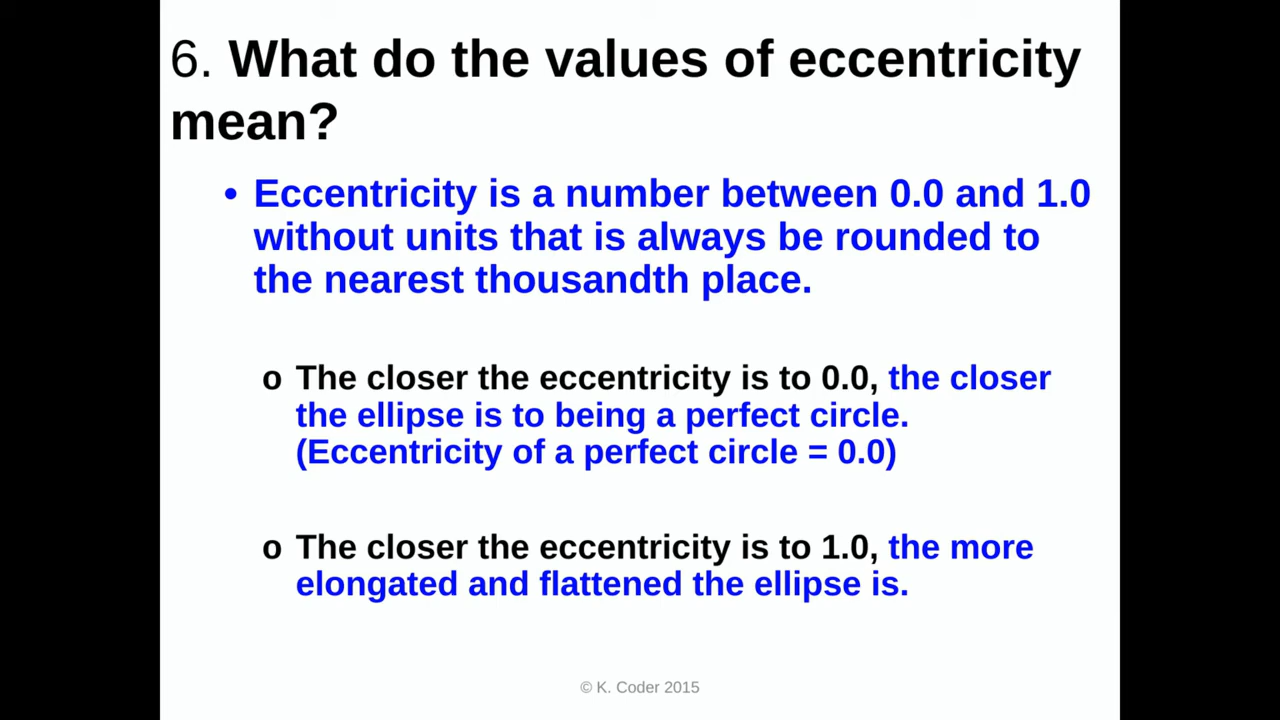 6. What do the values of eccentricity
mean?
• Eccentricity is a number between 0.0 and 1.0
without units that is always be rounded to
the nearest thousandth place.
o The closer the eccentricity is to 0.0, the closer
the ellipse is to being a perfect circle.
(Eccentricity of a perfect circle = 0.0)
o The closer the eccentricity is to 1.0, the more
elongated and flattened the ellipse is.
© K. Coder 2015